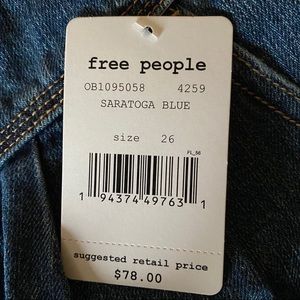 free people
OB1095058 4259
SARATOGA BLUE
size 26
FL_56
1 94374 49763 1
suggested retail price
$78.00